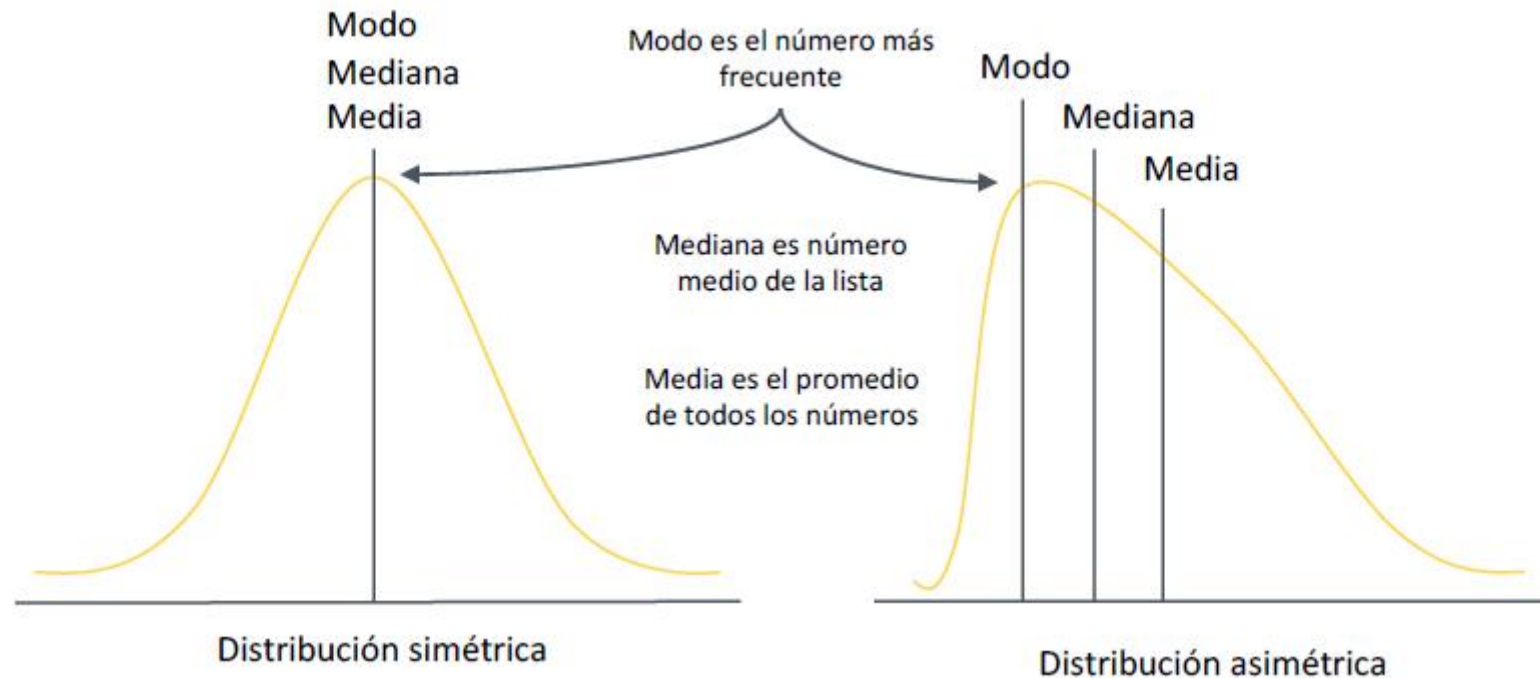 Modo
Mediana
Media
Modo es el número más
frecuente
Modo
Mediana
Media
Mediana es número
medio de la lista
Media es el promedio
de todos los números
Distribución simétrica
Distribución asimétrica